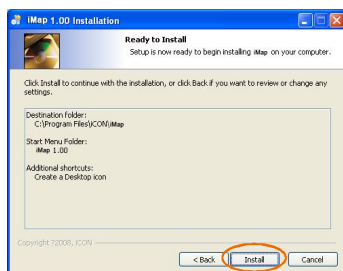 iMap 1.00 Installation
Ready to Install
Setup is now ready to begin installing iMap on your computer.
Click Install to continue with the installation, or click Back if you want to review or change any
settings.
Destination folder:
C:\Program Files\iCON\iMap
Start Menu Folder:
iMap 1.00
Additional shortcuts:
Create a Desktop icon
Copyright ?2008, iCON
< Back Install Cancel